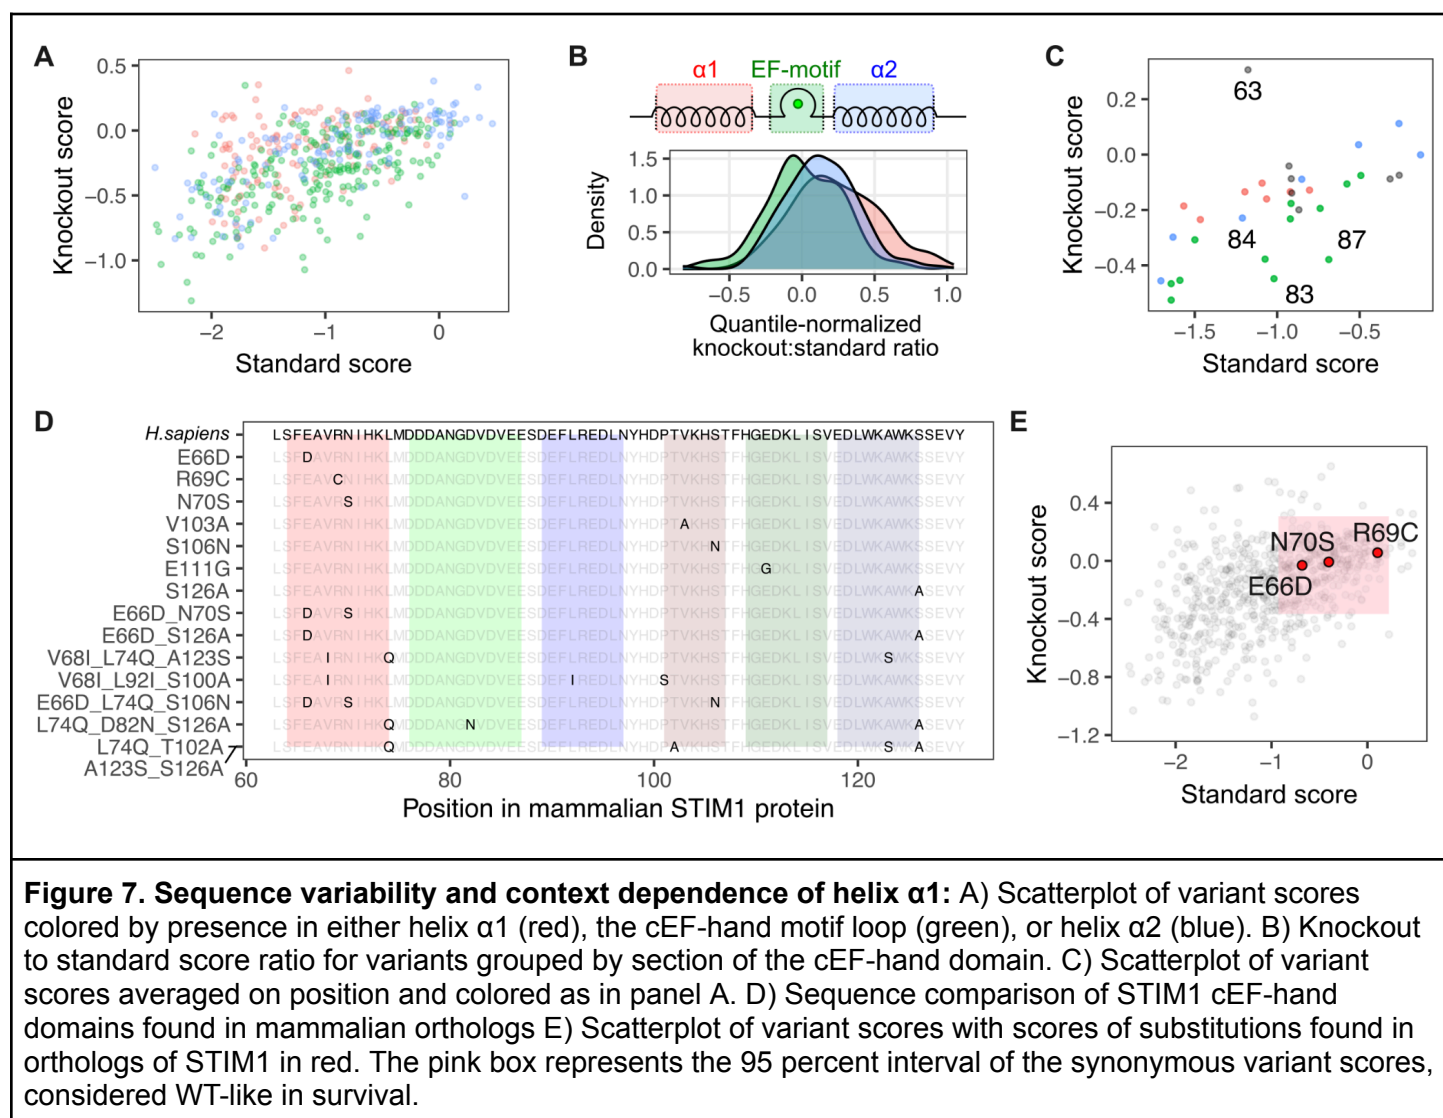 A
0.5
0.0
−0.5
−1.0
Knockout score
−2
−1
0
Standard score
B
α1
EF-motif
α2
1.5
1.0
0.5
0.0
Density
−0.5
0.0
0.5
1.0
Quantile-normalized
knockout:standard ratio
C
63
84
87
83
0.2
0.0
−0.2
−0.4
Knockout score
−1.5
−1.0
−0.5
Standard score
D
H.sapiens LSFEAVRNIHKLMDDDANGDVDVEESDEFLREDLNYHDPTVKHSTFHGEDKLISVEDLWKAWKSSEVY
E66D D
R69C C
N70S S
V103A A
S106N N
E111G G
S126A A
E66D_N70S D S
E66D_S126A D A
V68I_L74Q_A123S I Q S
V68I_L92I_S100A I I S
E66D_L74Q_S106N D S N
L74Q_D82N_S126A Q N A
L74Q_T102A Q A S A
A123S_S126A
60
80
100
120
Position in mammalian STIM1 protein
E
N70S
R69C
E66D
0.4
0.0
−0.4
−0.8
−1.2
Knockout score
−2
−1
0
Standard score
Figure 7. Sequence variability and context dependence of helix α1: A) Scatterplot of variant scores
colored by presence in either helix α1 (red), the cEF-hand motif loop (green), or helix α2 (blue). B) Knockout
to standard score ratio for variants grouped by section of the cEF-hand domain. C) Scatterplot of variant
scores averaged on position and colored as in panel A. D) Sequence comparison of STIM1 cEF-hand
domains found in mammalian orthologs E) Scatterplot of variant scores with scores of substitutions found in
orthologs of STIM1 in red. The pink box represents the 95 percent interval of the synonymous variant scores,
considered WT-like in survival.